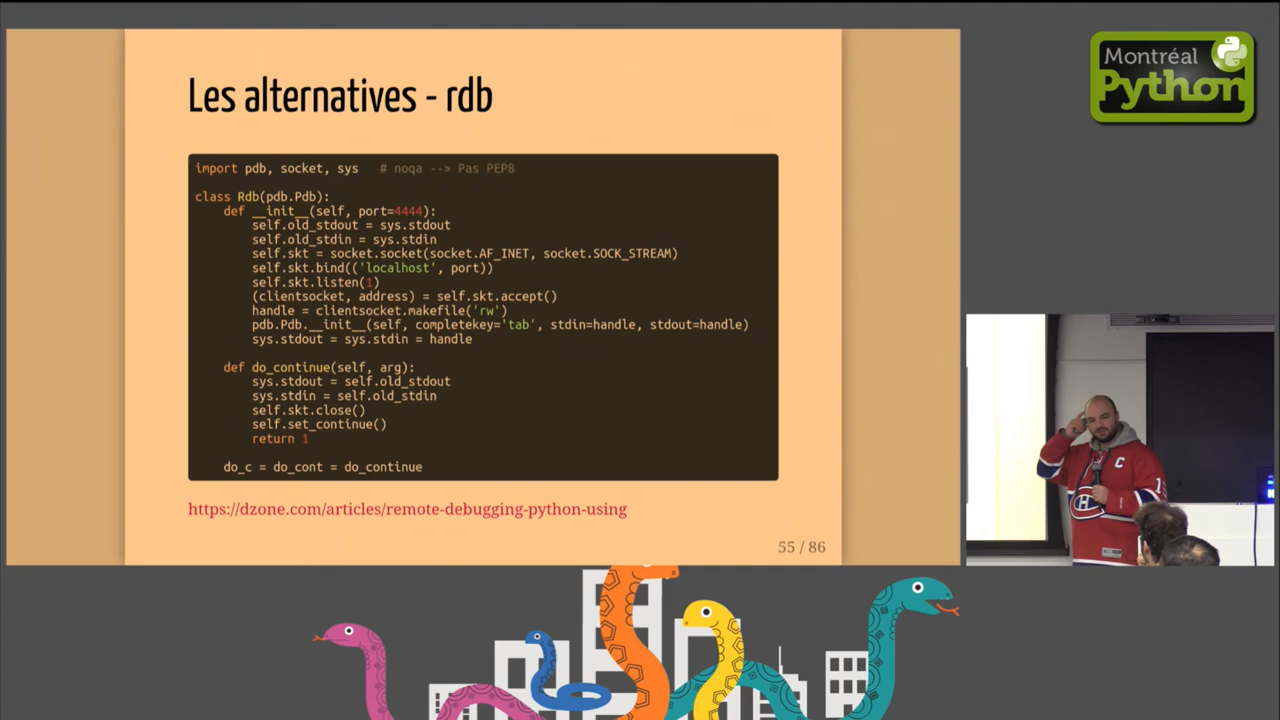 Les alternatives - rdb
import pdb, socket, sys   # noqa --> Pas PEP8
class Rdb(pdb.Pdb):
    def __init__(self, port=4444):
        self.old_stdout = sys.stdout
        self.old_stdin = sys.stdin
        self.skt = socket.socket(socket.AF_INET, socket.SOCK_STREAM)
        self.skt.bind(('localhost', port))
        self.skt.listen(1)
        (clientsocket, address) = self.skt.accept()
        handle = clientsocket.makefile('rw')
        pdb.Pdb.__init__(self, completekey='tab', stdin=handle, stdout=handle)
        sys.stdout = sys.stdin = handle
    def do_continue(self, arg):
        sys.stdout = self.old_stdout
        sys.stdin = self.old_stdin
        self.skt.close()
        self.set_continue()
        return 1
    do_c = do_cont = do_continue
https://dzone.com/articles/remote-debugging-python-using
55 / 86
Montréal
Python
C